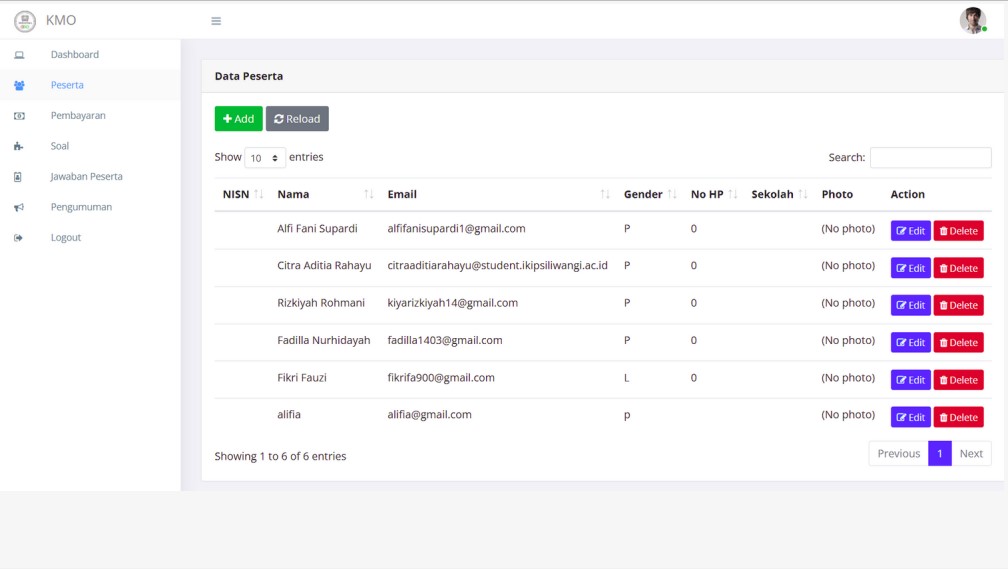 KMO
Dashboard
Peserta
Pembayaran
Soal
Jawaban Peserta
Pengumuman
Logout
Data Peserta
Add Reload
Show 10 entries Search:
NISN Nama Email Gender No HP Sekolah Photo Action
Alfi Fani Supardi alfifanisupardi1@gmail.com P 0 (No photo) Edit Delete
Citra Aditia Rahayu citraaditiarahayu@student.ikipsiliwangi.ac.id P 0 (No photo) Edit Delete
Rizkiyah Rohmani kiyarizkiyah14@gmail.com P 0 (No photo) Edit Delete
Fadilla Nurhidayah fadilla1403@gmail.com P 0 (No photo) Edit Delete
Fikri Fauzi fikrifa900@gmail.com L 0 (No photo) Edit Delete
alifia alifia@gmail.com p (No photo) Edit Delete
Showing 1 to 6 of 6 entries Previous 1 Next